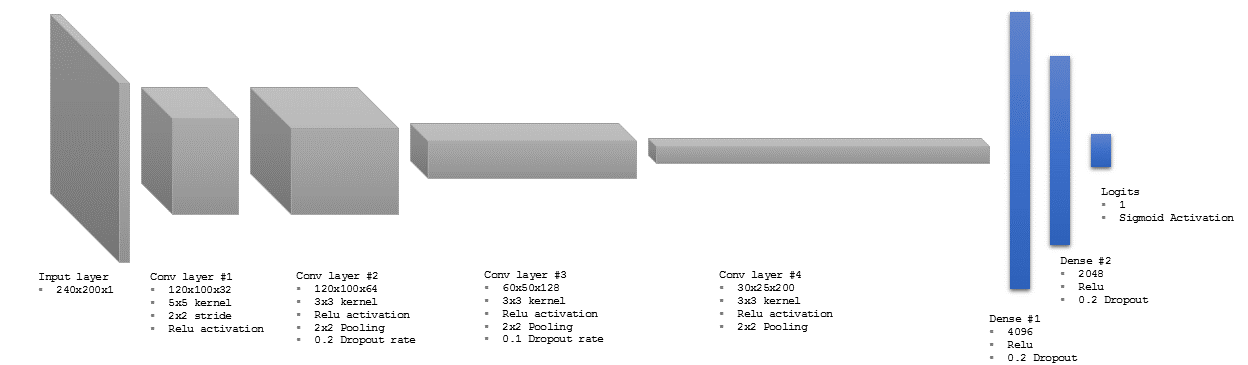 Input layer
▪ 240x200x1
Conv layer #1
▪ 120x100x32
▪ 5x5 kernel
▪ 2x2 stride
▪ Relu activation
Conv layer #2
▪ 120x100x64
▪ 3x3 kernel
▪ Relu activation
▪ 2x2 Pooling
▪ 0.2 Dropout rate
Conv layer #3
▪ 60x50x128
▪ 3x3 kernel
▪ Relu activation
▪ 2x2 Pooling
▪ 0.1 Dropout rate
Conv layer #4
▪ 30x25x200
▪ 3x3 kernel
▪ Relu activation
▪ 2x2 Pooling
Dense #1
▪ 4096
▪ Relu
▪ 0.2 Dropout
Dense #2
▪ 2048
▪ Relu
▪ 0.2 Dropout
Logits
▪ 1
▪ Sigmoid Activation